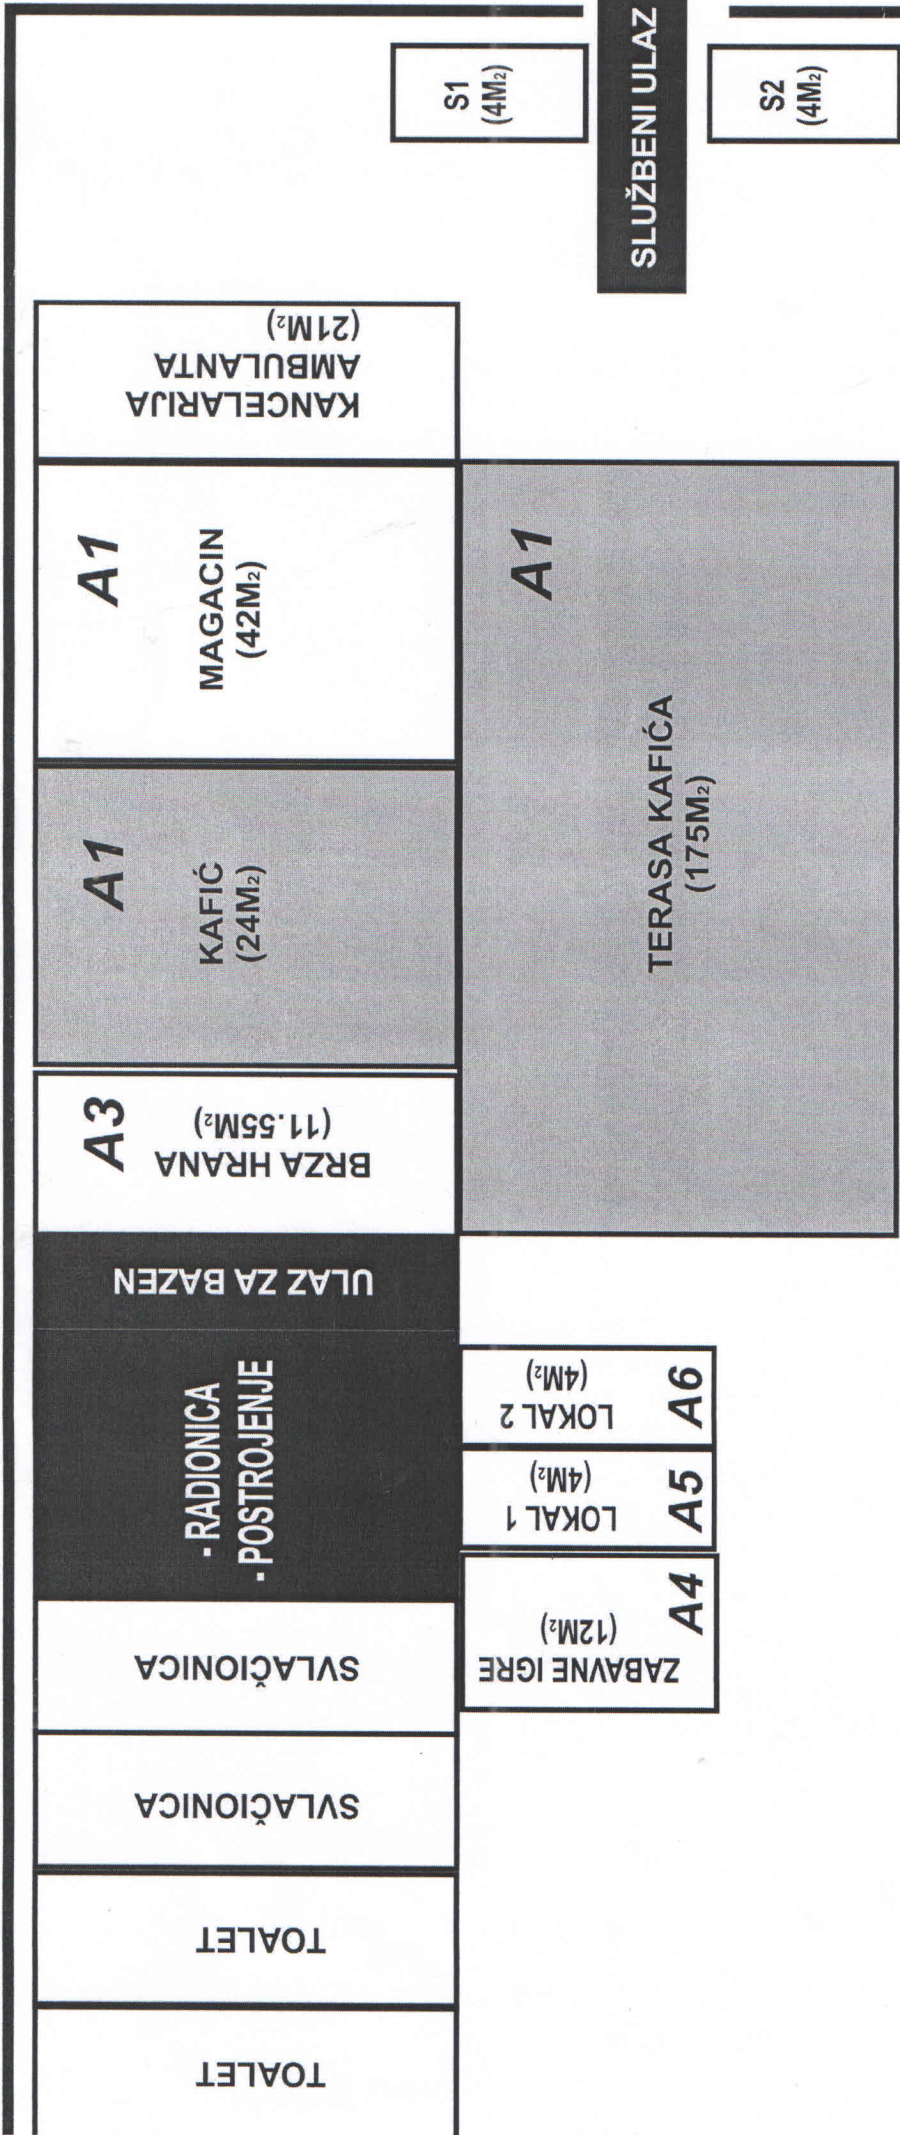 S1
(4M2)
SLUŽBENI ULAZ
S2
(4M2)
KANCELARIJA
AMBULANTA
(21M2)
A1
MAGACIN
(42M2)
A1
TERASA KAFIĆA
(175M2)
A1
KAFIĆ
(24M2)
A3
BRZA HRANA
(11.55M2)
ULAZ ZA BAZEN
· RADIONICA
· POSTROJENJE
LOKAL 2
(4M2)
A6
LOKAL 1
(4M2)
A5
ZABAVNE IGRE
(12M2)
A4
SVLAČIONICA
SVLAČIONICA
TOALET
TOALET